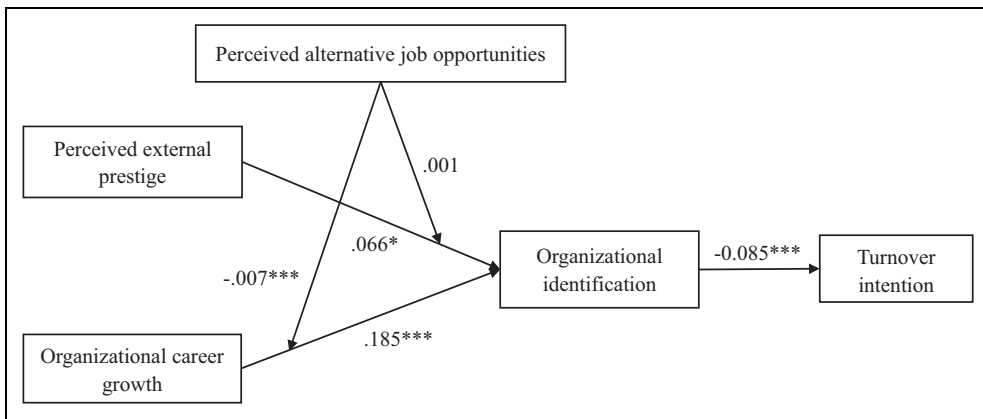 Perceived alternative job opportunities
Perceived external
prestige
.001
.066*
-.007***
Organizational
identification
-0.085***
Turnover
intention
.185***
Organizational career
growth